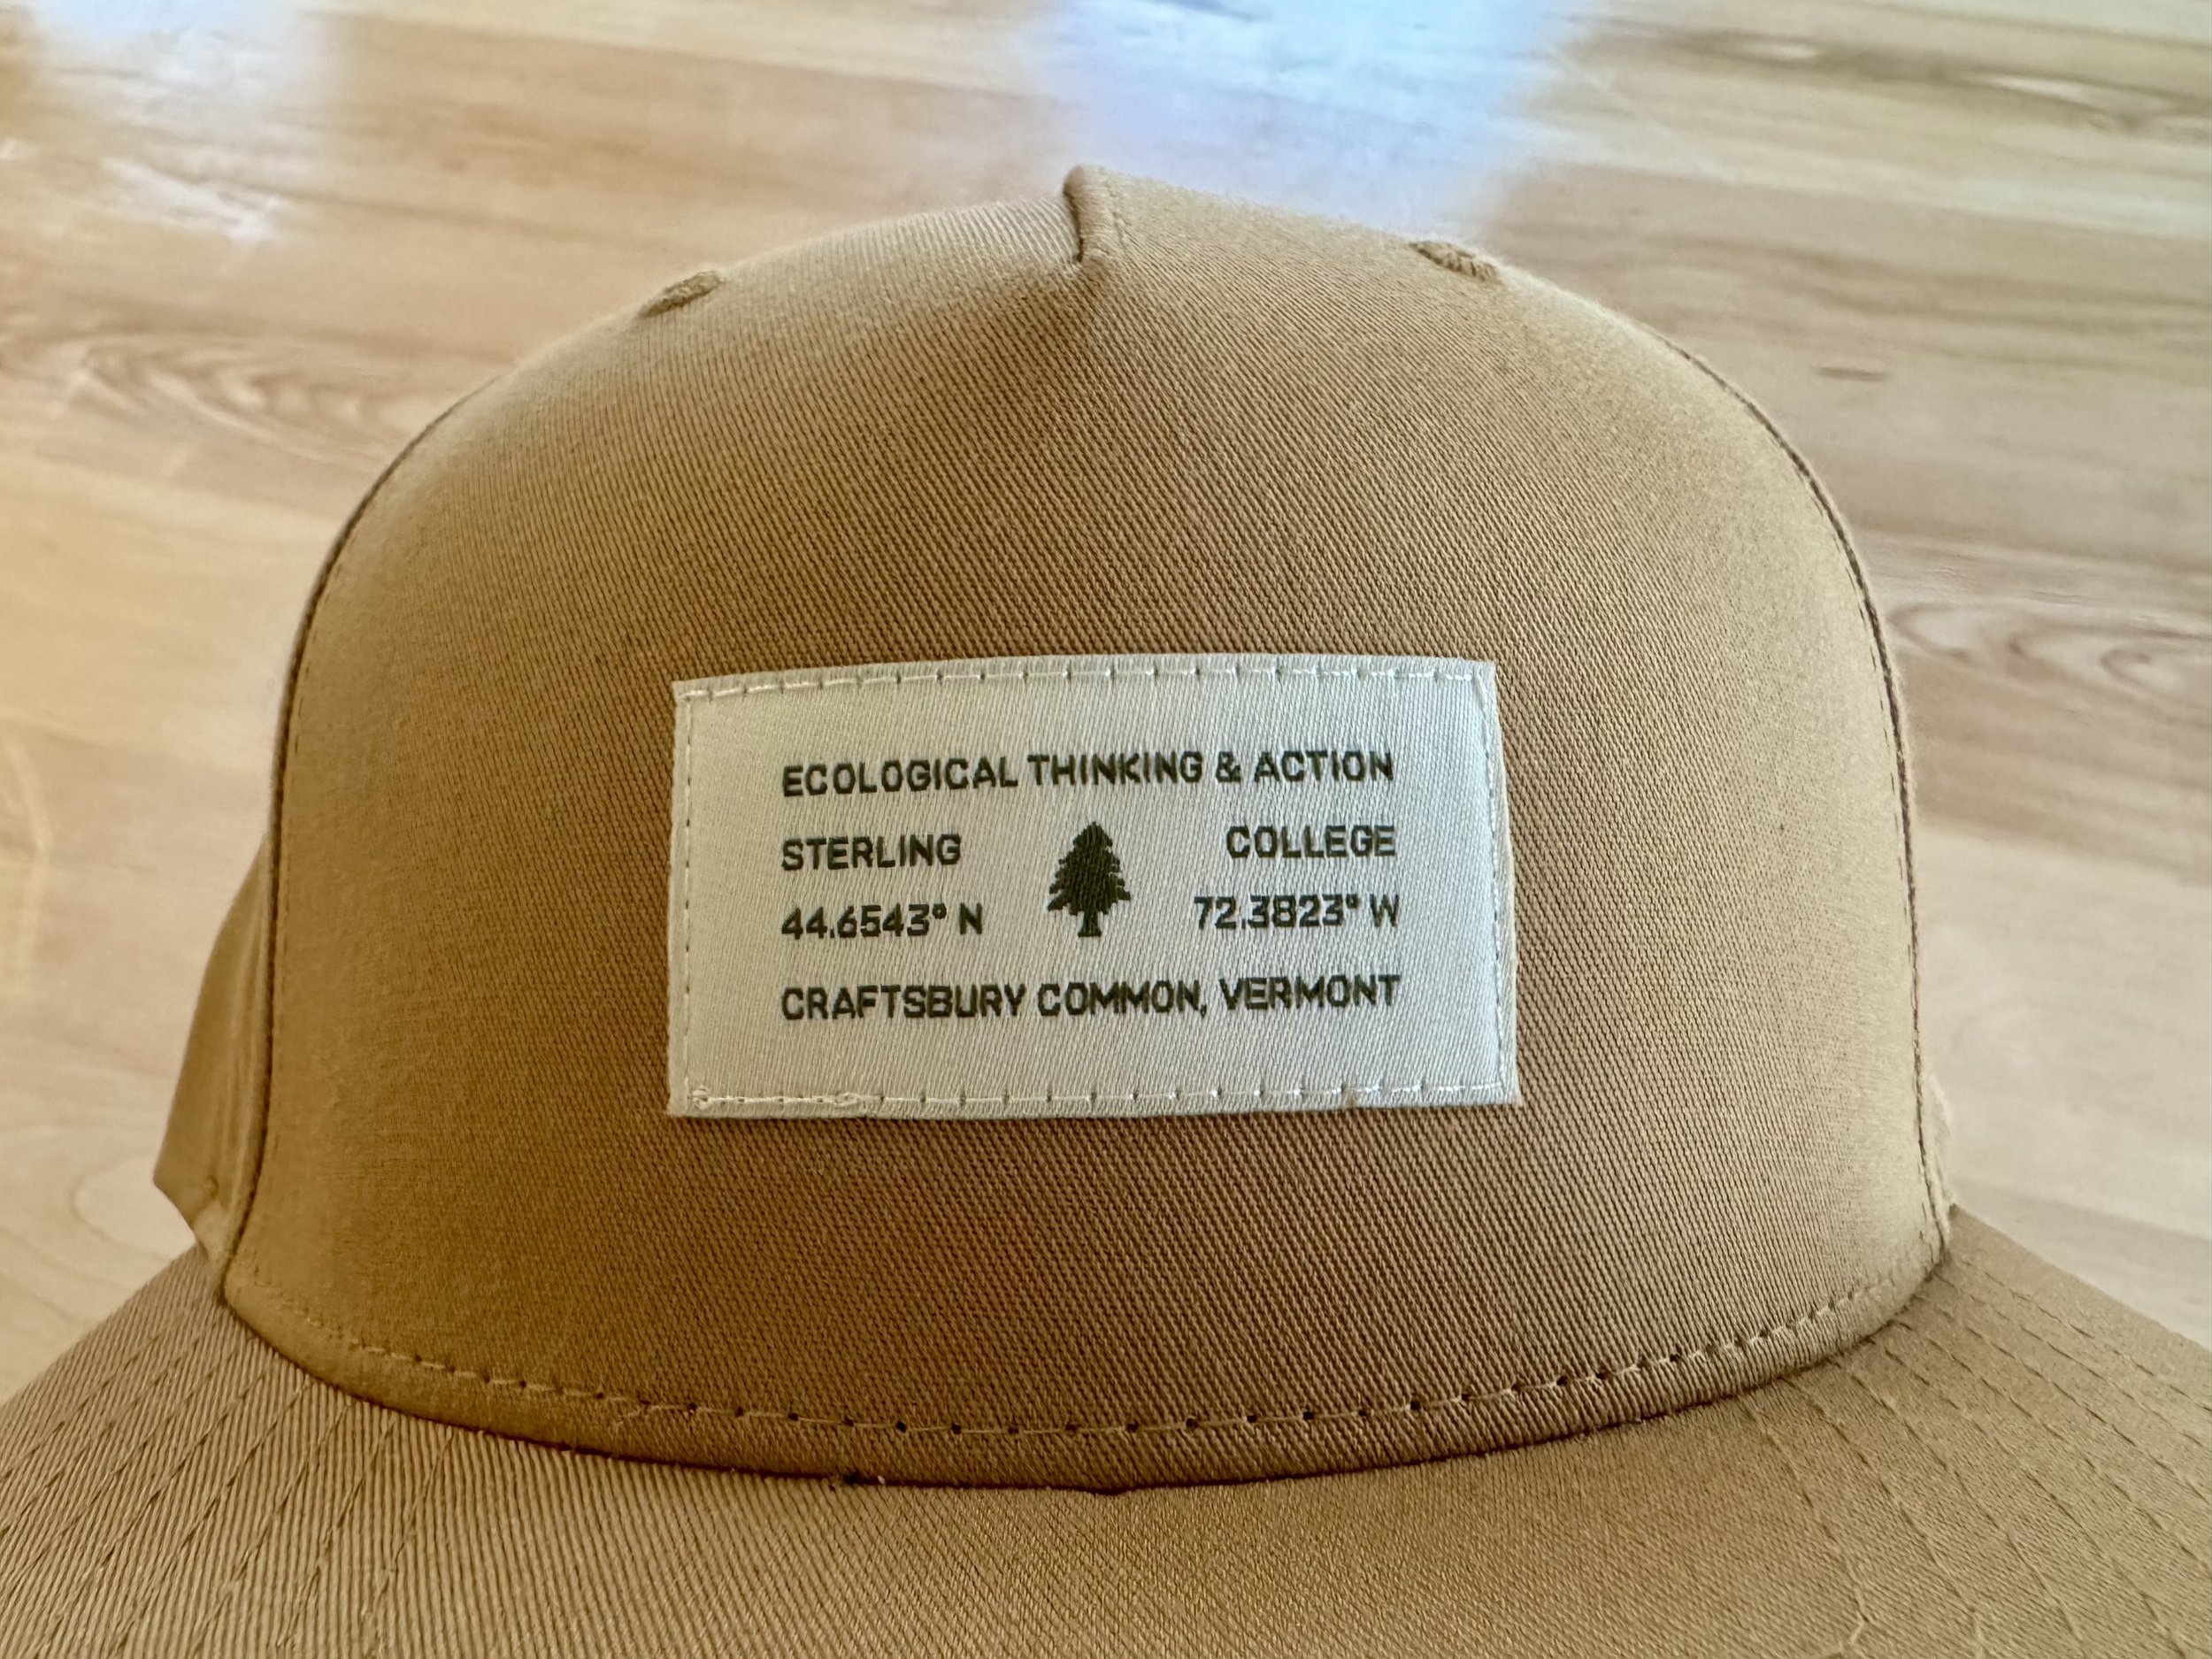 ECOLOGICAL THINKING & ACTION
STERLING COLLEGE
44.6543° N 72.3823° W
CRAFTSBURY COMMON, VERMONT